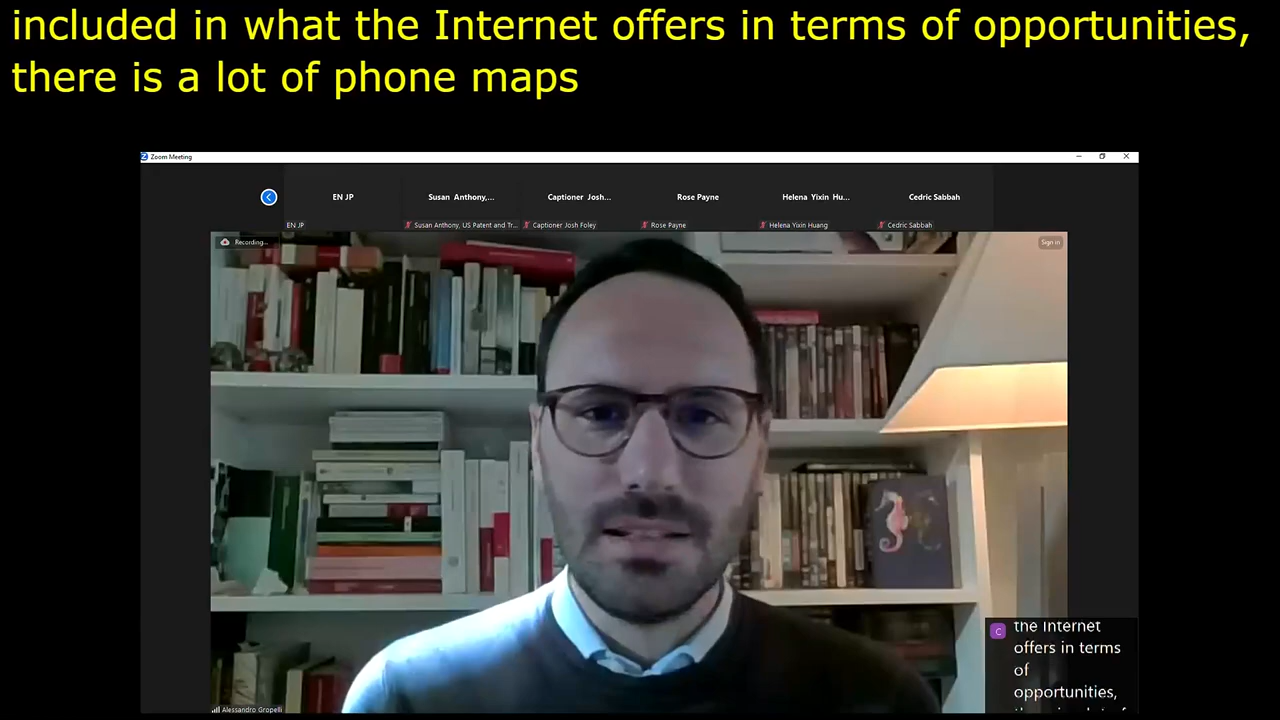 included in what the Internet offers in terms of opportunities,
there is a lot of phone maps
Zoom Meeting
EN JP
Susan Anthony,...
Captioner Josh...
Rose Payne
Helena Yixin Hu...
Cedric Sabbah
EN JP
Susan Anthony, US Patent and Tr...
Captioner Josh Foley
Rose Payne
Helena Yixin Huang
Cedric Sabbah
Recording...
Sign in
C
the Internet
offers in terms
of
opportunities,
Alessandro Gropelli